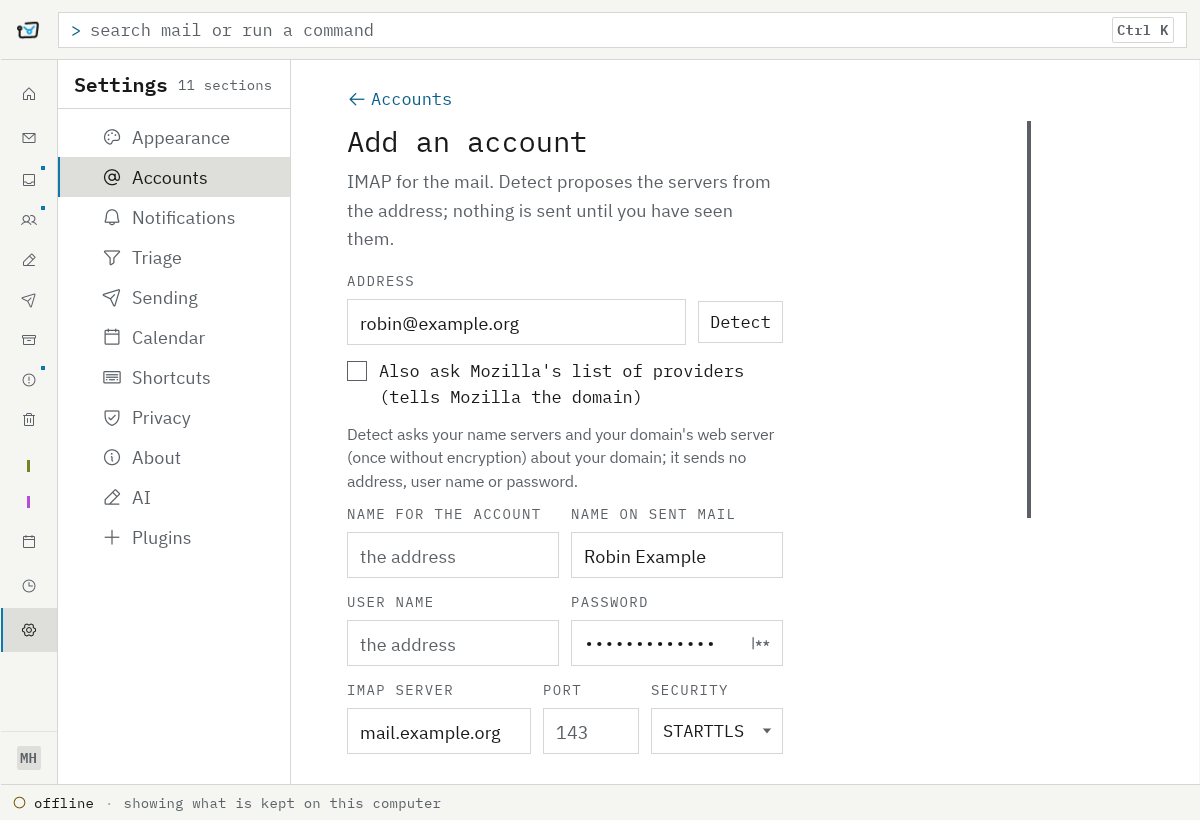 > search mail or run a command
Ctrl K
Settings 11 sections
Appearance
Accounts
Notifications
Triage
Sending
Calendar
Shortcuts
Privacy
About
AI
Plugins
MH
← Accounts
Add an account
IMAP for the mail. Detect proposes the servers from
the address; nothing is sent until you have seen
them.
ADDRESS
robin@example.org
Detect
Also ask Mozilla's list of providers
(tells Mozilla the domain)
Detect asks your name servers and your domain's web server
(once without encryption) about your domain; it sends no
address, user name or password.
NAME FOR THE ACCOUNT NAME ON SENT MAIL
the address Robin Example
USER NAME PASSWORD
the address ••••••••••••• |**
IMAP SERVER PORT SECURITY
mail.example.org 143 STARTTLS
offline · showing what is kept on this computer